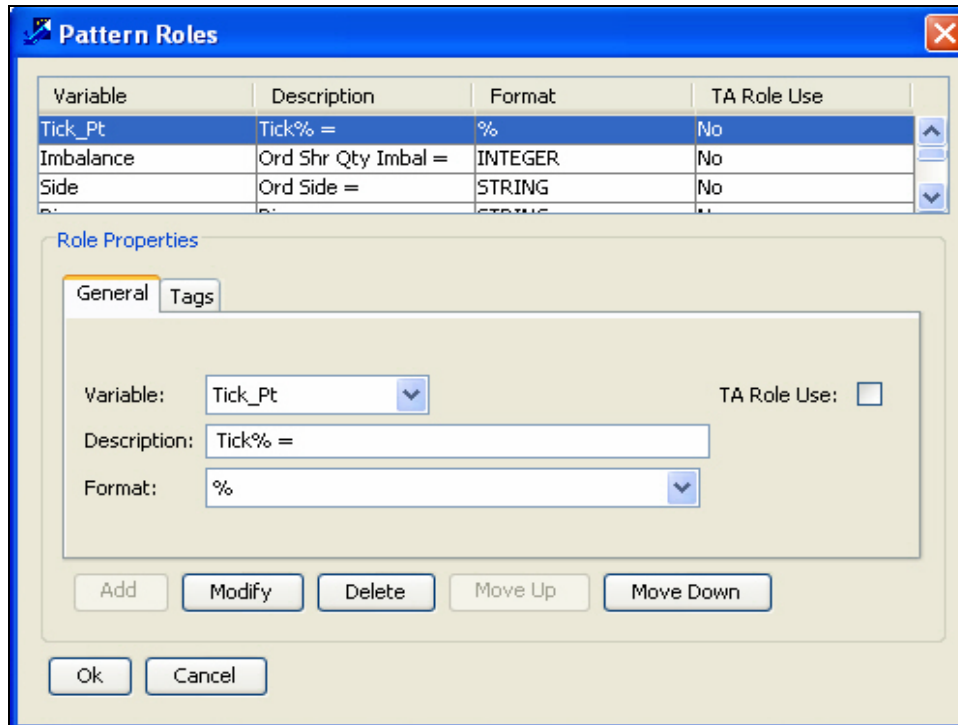 Pattern Roles
Variable Description Format TA Role Use
Tick_Pt Tick% = % No
Imbalance Ord Shr Qty Imbal = INTEGER No
Side Ord Side = STRING No
Role Properties
General Tags
Variable: Tick_Pt TA Role Use:
Description: Tick% =
Format: %
Add Modify Delete Move Up Move Down
Ok Cancel